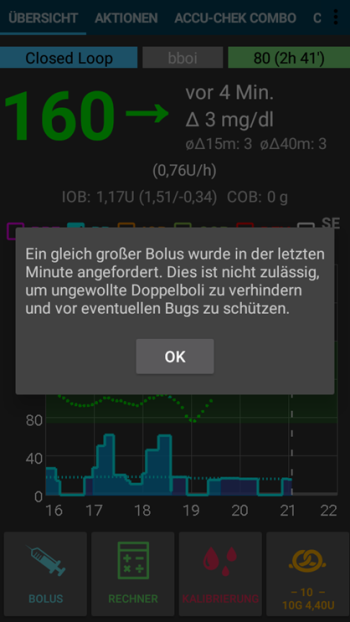 ÜBERSICHT AKTIONEN ACCU-CHEK COMBO C
Closed Loop bboi 80 (2h 41')
160 vor 4 Min.
Δ 3 mg/dl
øΔ15m: 3 øΔ40m: 3
(0,76U/h)
IOB: 1,17U (1,51/-0,34) COB: 0 g
SE
Ein gleich großer Bolus wurde in der letzten
Minute angefordert. Dies ist nicht zulässig,
um ungewollte Doppelboli zu verhindern
und vor eventuellen Bugs zu schützen.
OK
80
40
0
16 17 18 19 20 21 22
BOLUS RECHNER KALIBRIERUNG – 10 –
10G 4,40U